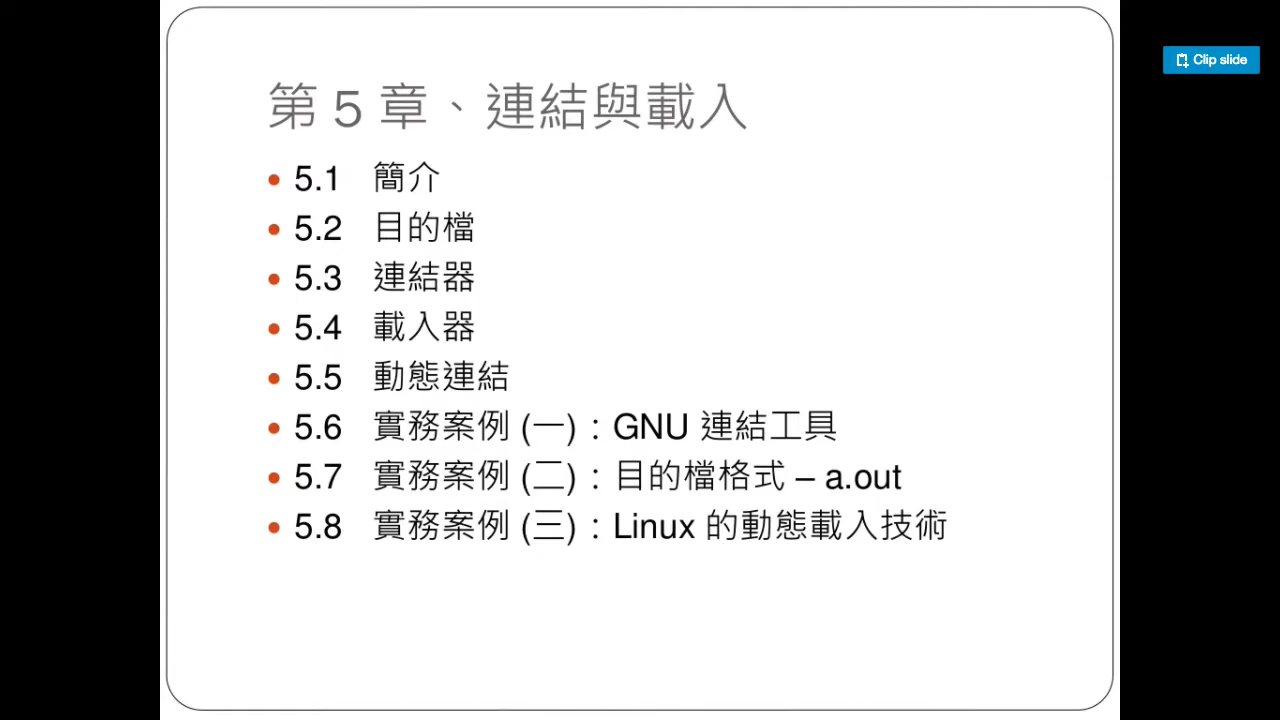 Clip slide
第 5 章、連結與載入
• 5.1 簡介
• 5.2 目的檔
• 5.3 連結器
• 5.4 載入器
• 5.5 動態連結
• 5.6 實務案例 (一)：GNU 連結工具
• 5.7 實務案例 (二)：目的檔格式 – a.out
• 5.8 實務案例 (三)：Linux 的動態載入技術